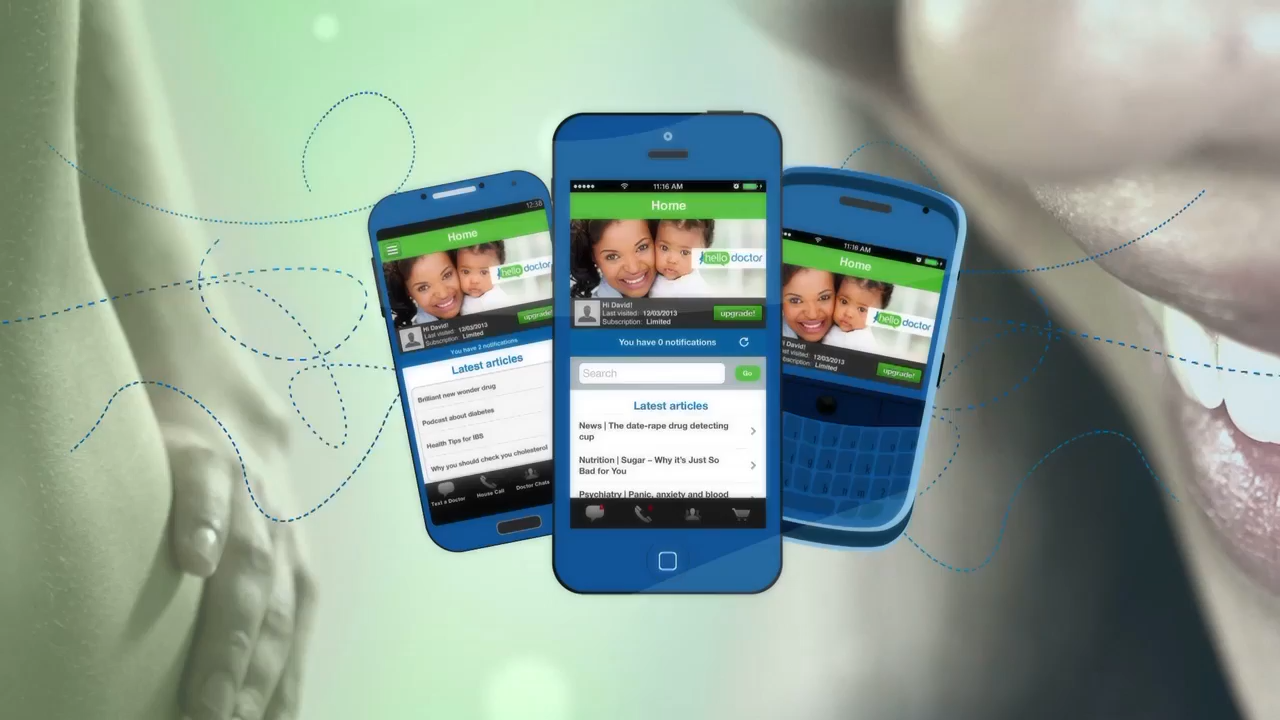 12:38
Home
hello doctor
Hi David!
Last visited: 12/03/2013
Subscription: Limited
upgrade!
You have 2 notifications
Latest articles
Brilliant new wonder drug
Podcast about diabetes
Health Tips for IBS
Why you should check you cholesterol
Text a Doctor
House Call
Doctor Chats
11:16 AM
Home
hello doctor
Hi David!
Last visited: 12/03/2013
Subscription: Limited
upgrade!
You have 0 notifications
Search
Go
Latest articles
News | The date-rape drug detecting
cup
Nutrition | Sugar – Why it's Just So
Bad for You
Psychiatry | Panic, anxiety and blood
11:16 AM
Home
hello doctor
David!
visited: 12/03/2013
Limited
upgrade!